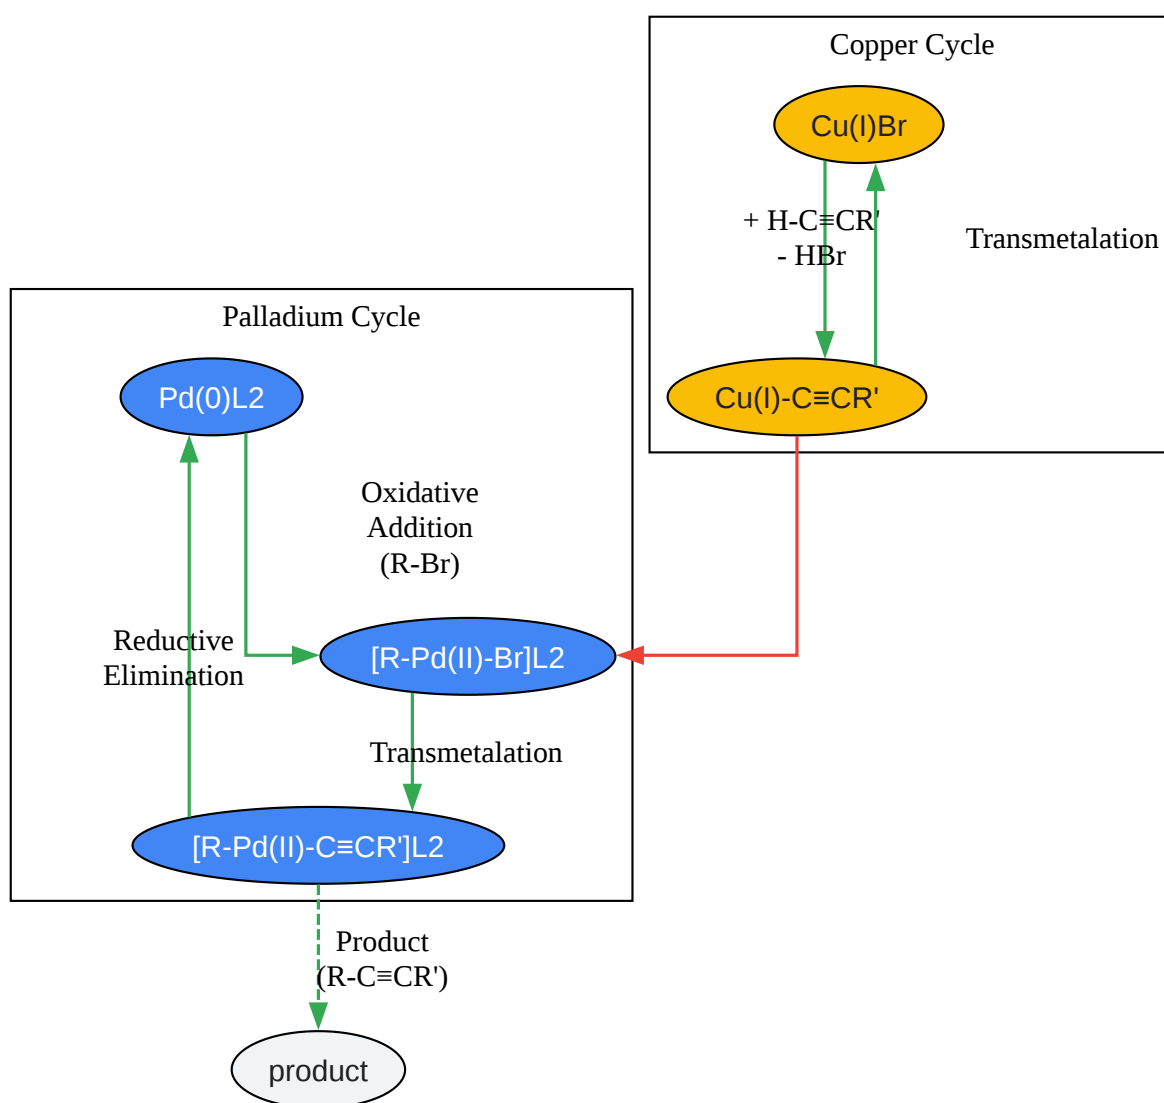 Copper Cycle
Cu(I)Br
+ H-C≡CR'
- HBr
Transmetalation
Cu(I)-C≡CR'
Palladium Cycle
Pd(0)L2
Oxidative
Addition
(R-Br)
Reductive
Elimination
[R-Pd(II)-Br]L2
Transmetalation
[R-Pd(II)-C≡CR']L2
Product
(R-C≡CR')
product